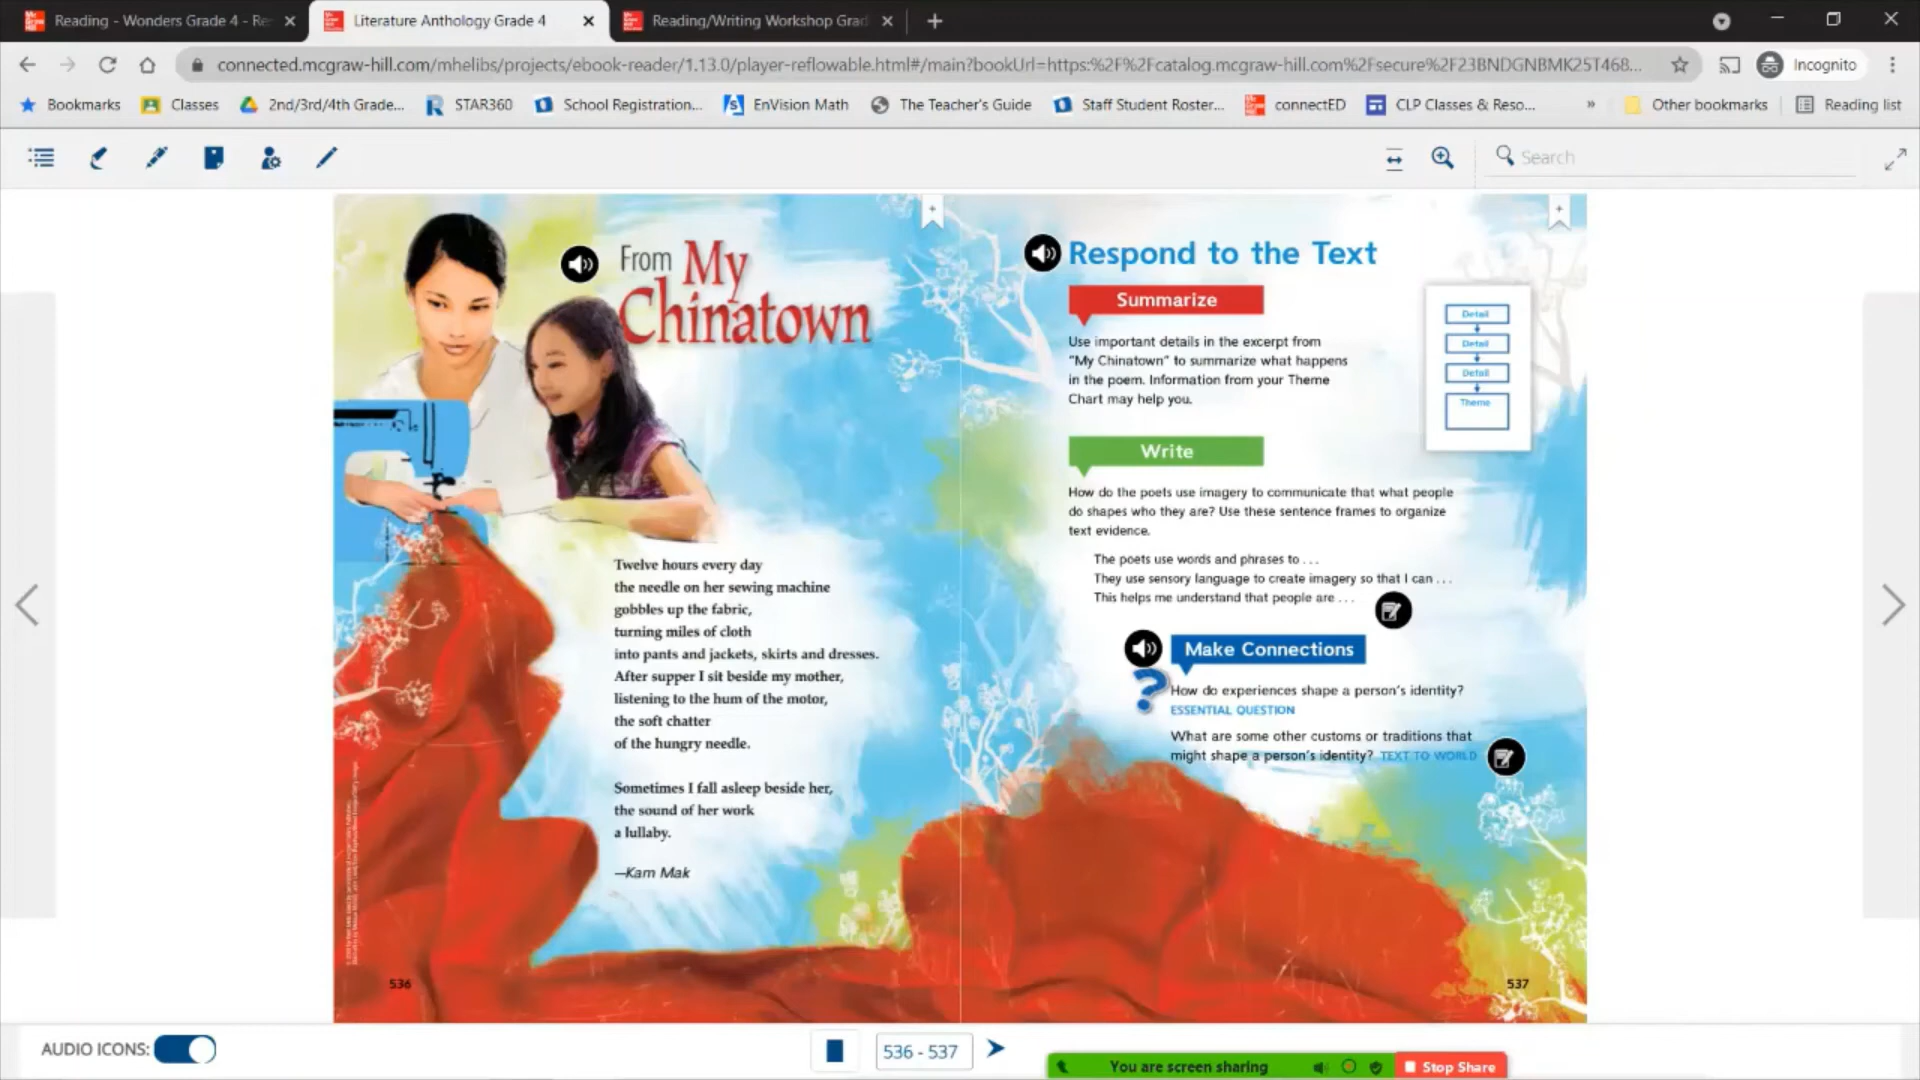 Reading - Wonders Grade 4 - Re
Literature Anthology Grade 4
Reading/Writing Workshop Grad
connected.mcgraw-hill.com/mhelibs/projects/ebook-reader/1.13.0/player-reflowable.html#/main?bookUrl=https:%2F%2Fcatalog.mcgraw-hill.com%2Fsecure%2F23BNDGNBMK25T468...
Incognito
Bookmarks
Classes
2nd/3rd/4th Grade...
STAR360
School Registration...
EnVision Math
The Teacher's Guide
Staff Student Roster...
connectED
CLP Classes & Reso...
»
Other bookmarks
Reading list
Search
From My
Chinatown
Twelve hours every day
the needle on her sewing machine
gobbles up the fabric,
turning miles of cloth
into pants and jackets, skirts and dresses.
After supper I sit beside my mother,
listening to the hum of the motor,
the soft chatter
of the hungry needle.
Sometimes I fall asleep beside her,
the sound of her work
a lullaby.
—Kam Mak
536
Respond to the Text
Summarize
Use important details in the excerpt from
"My Chinatown" to summarize what happens
in the poem. Information from your Theme
Chart may help you.
Detail
Detail
Detail
Theme
Write
How do the poets use imagery to communicate that what people
do shapes who they are? Use these sentence frames to organize
text evidence.
The poets use words and phrases to . . .
They use sensory language to create imagery so that I can . . .
This helps me understand that people are . . .
Make Connections
How do experiences shape a person's identity?
ESSENTIAL QUESTION
What are some other customs or traditions that
might shape a person's identity? TEXT TO WORLD
537
AUDIO ICONS:
536 - 537
You are screen sharing
Stop Share